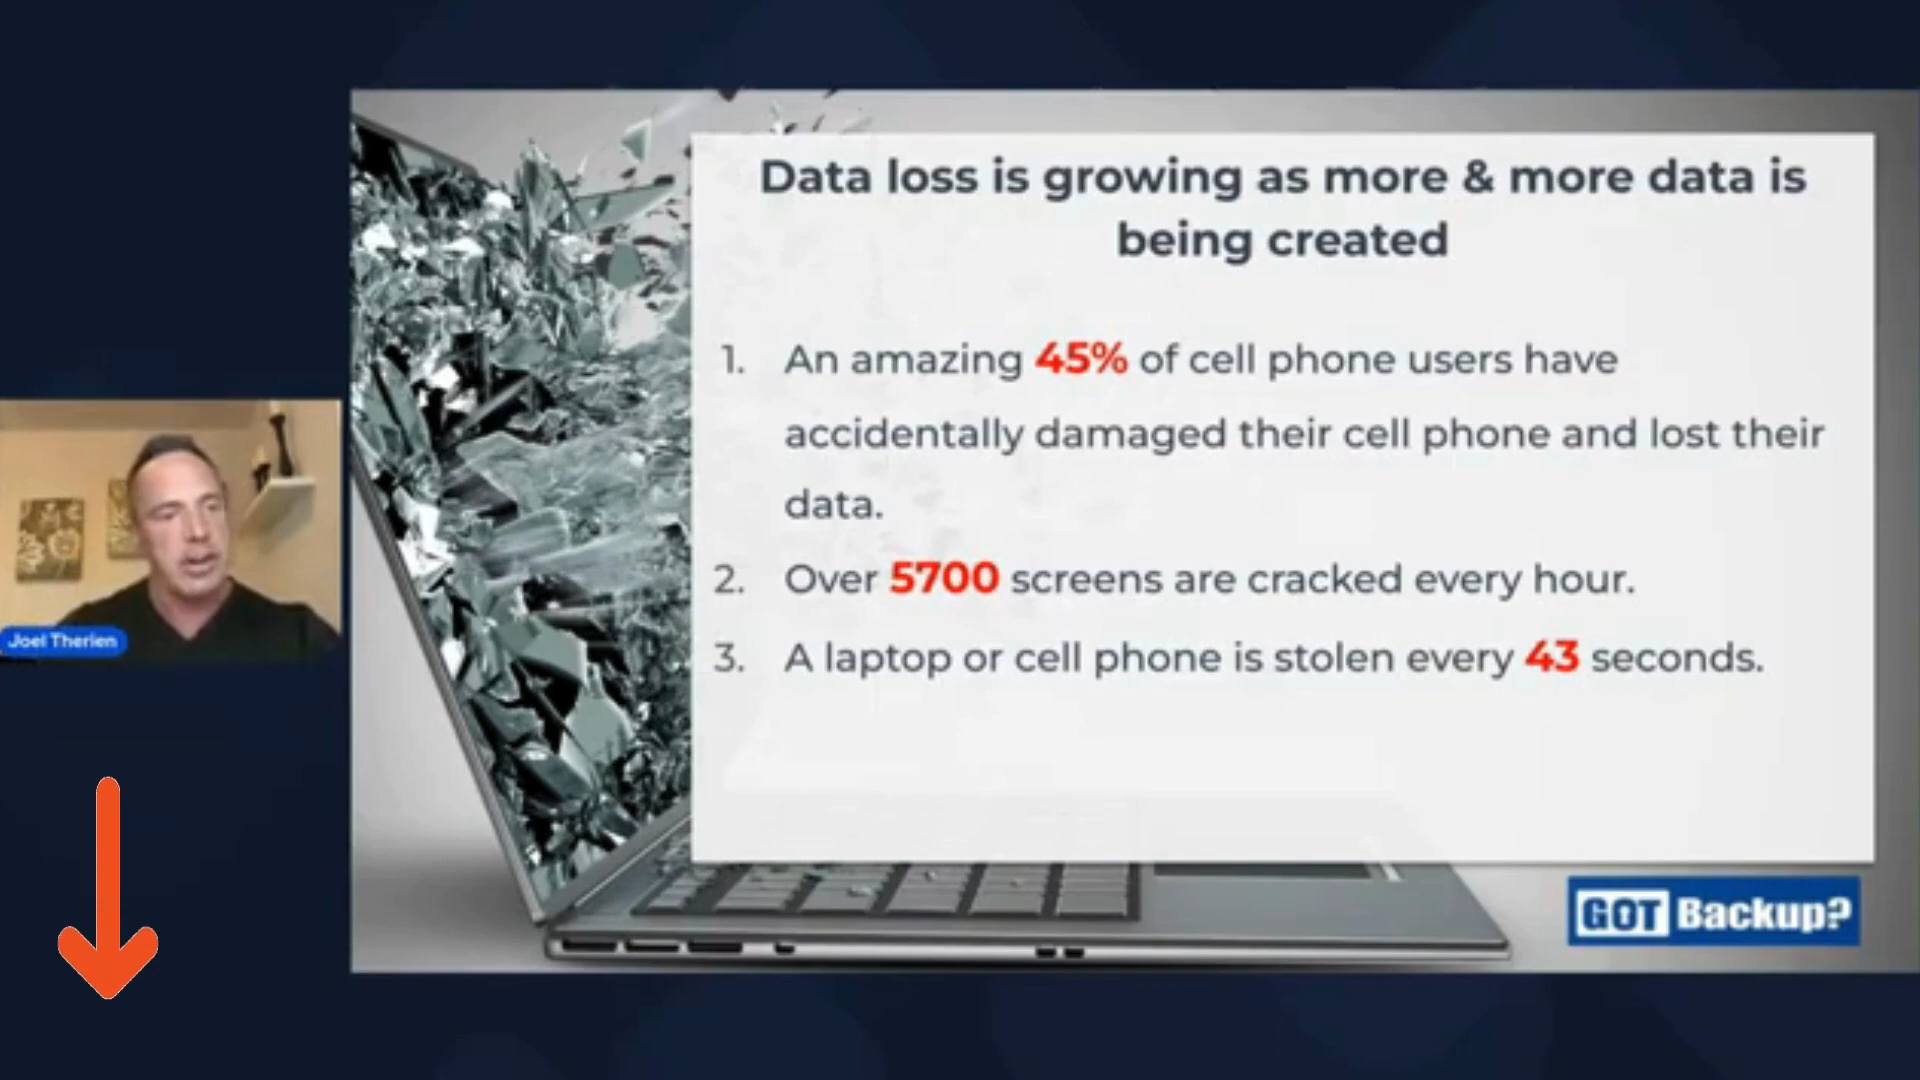 Data loss is growing as more & more data is
being created
1. An amazing 45% of cell phone users have
accidentally damaged their cell phone and lost their
data.
2. Over 5700 screens are cracked every hour.
3. A laptop or cell phone is stolen every 43 seconds.
Joel Therien
GOT Backup?